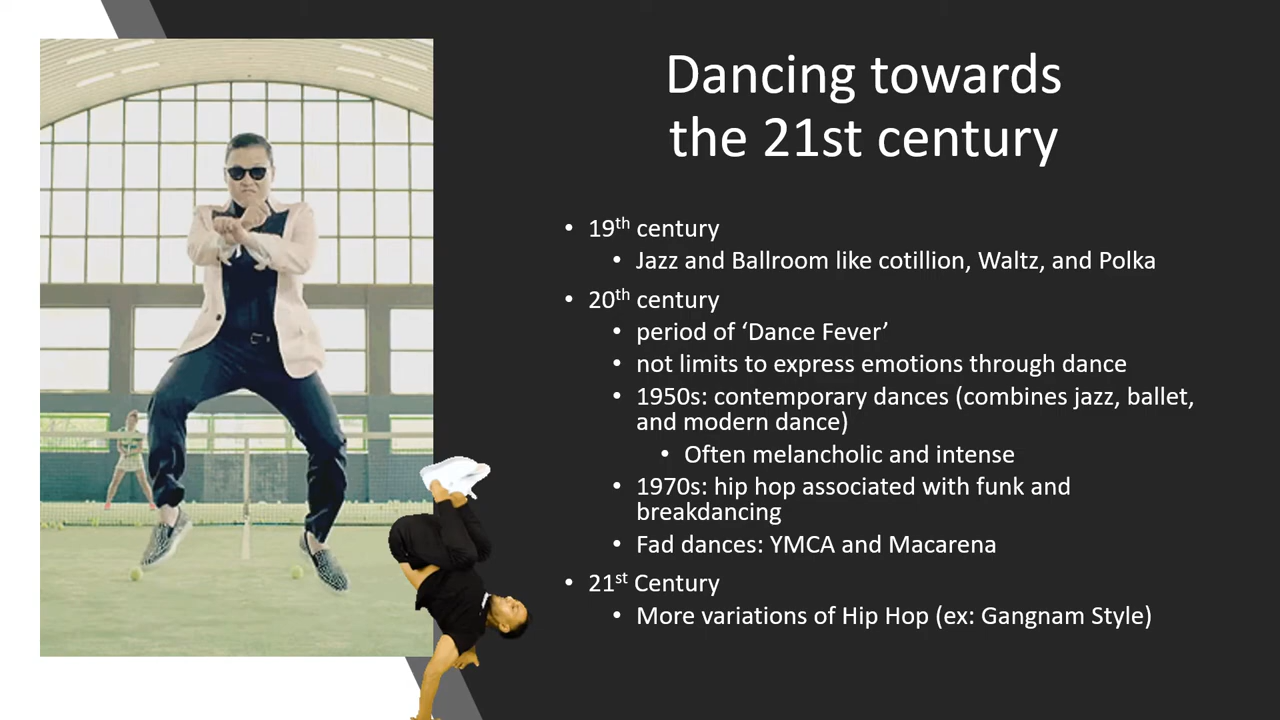 Dancing towards
the 21st century
• 19th century
• Jazz and Ballroom like cotillion, Waltz, and Polka
• 20th century
• period of ‘Dance Fever’
• not limits to express emotions through dance
• 1950s: contemporary dances (combines jazz, ballet,
and modern dance)
• Often melancholic and intense
• 1970s: hip hop associated with funk and
breakdancing
• Fad dances: YMCA and Macarena
• 21st Century
• More variations of Hip Hop (ex: Gangnam Style)